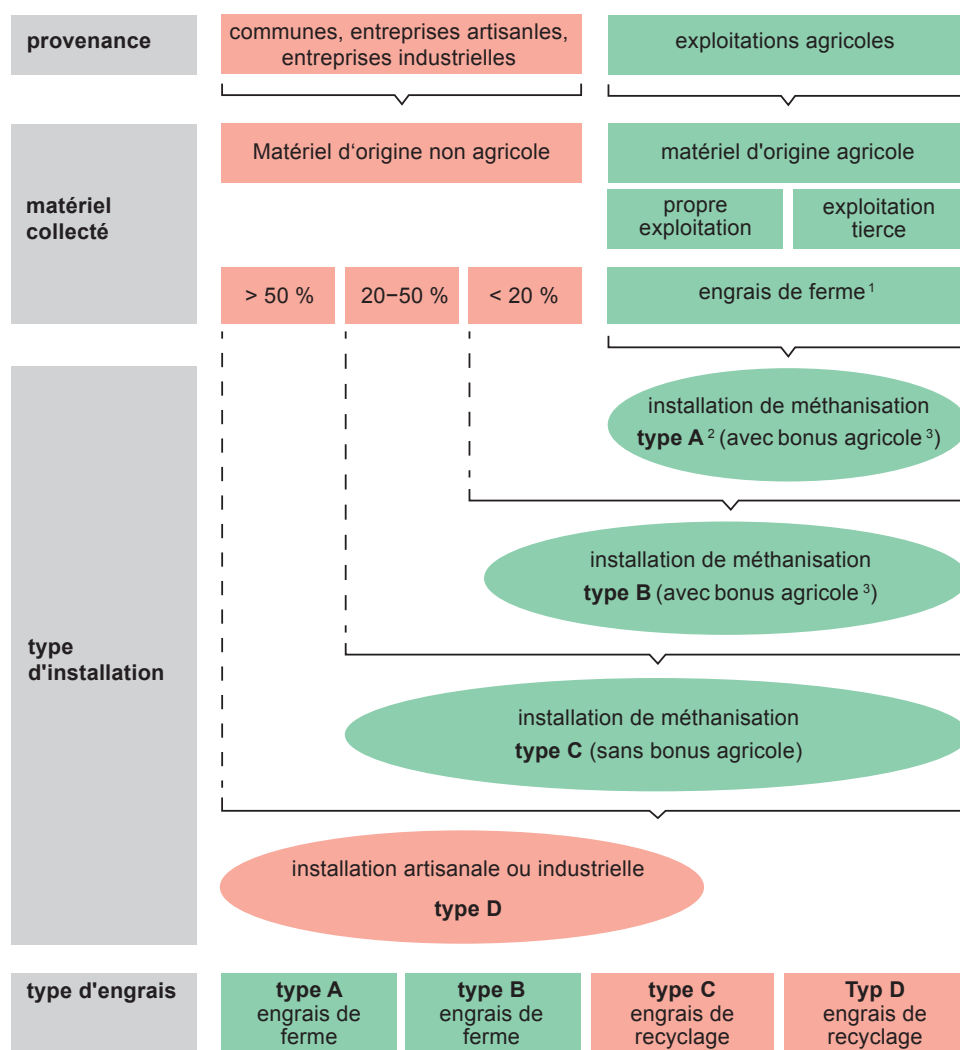 provenance
communes, entreprises artisanles,
entreprises industrielles
exploitations agricoles
matériel
collecté
Matériel d‘origine non agricole
matériel d'origine agricole
propre
exploitation
exploitation
tierce
> 50 %
20−50 %
< 20 %
engrais de ferme ¹
type
d'installation
installation de méthanisation
type A ² (avec bonus agricole ³)
installation de méthanisation
type B (avec bonus agricole ³)
installation de méthanisation
type C (sans bonus agricole)
installation artisanale ou industrielle
type D
type d'engrais
type A
engrais de
ferme
type B
engrais de
ferme
type C
engrais de
recyclage
Typ D
engrais de
recyclage